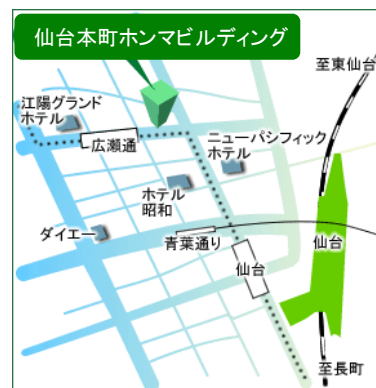 仙台本町ホンマビルディング
至東仙台
江陽グランド
ホテル
広瀬通
ニューパシフィック
ホテル
ホテル
昭和
ダイエー
青葉通り
仙台
仙台
至長町